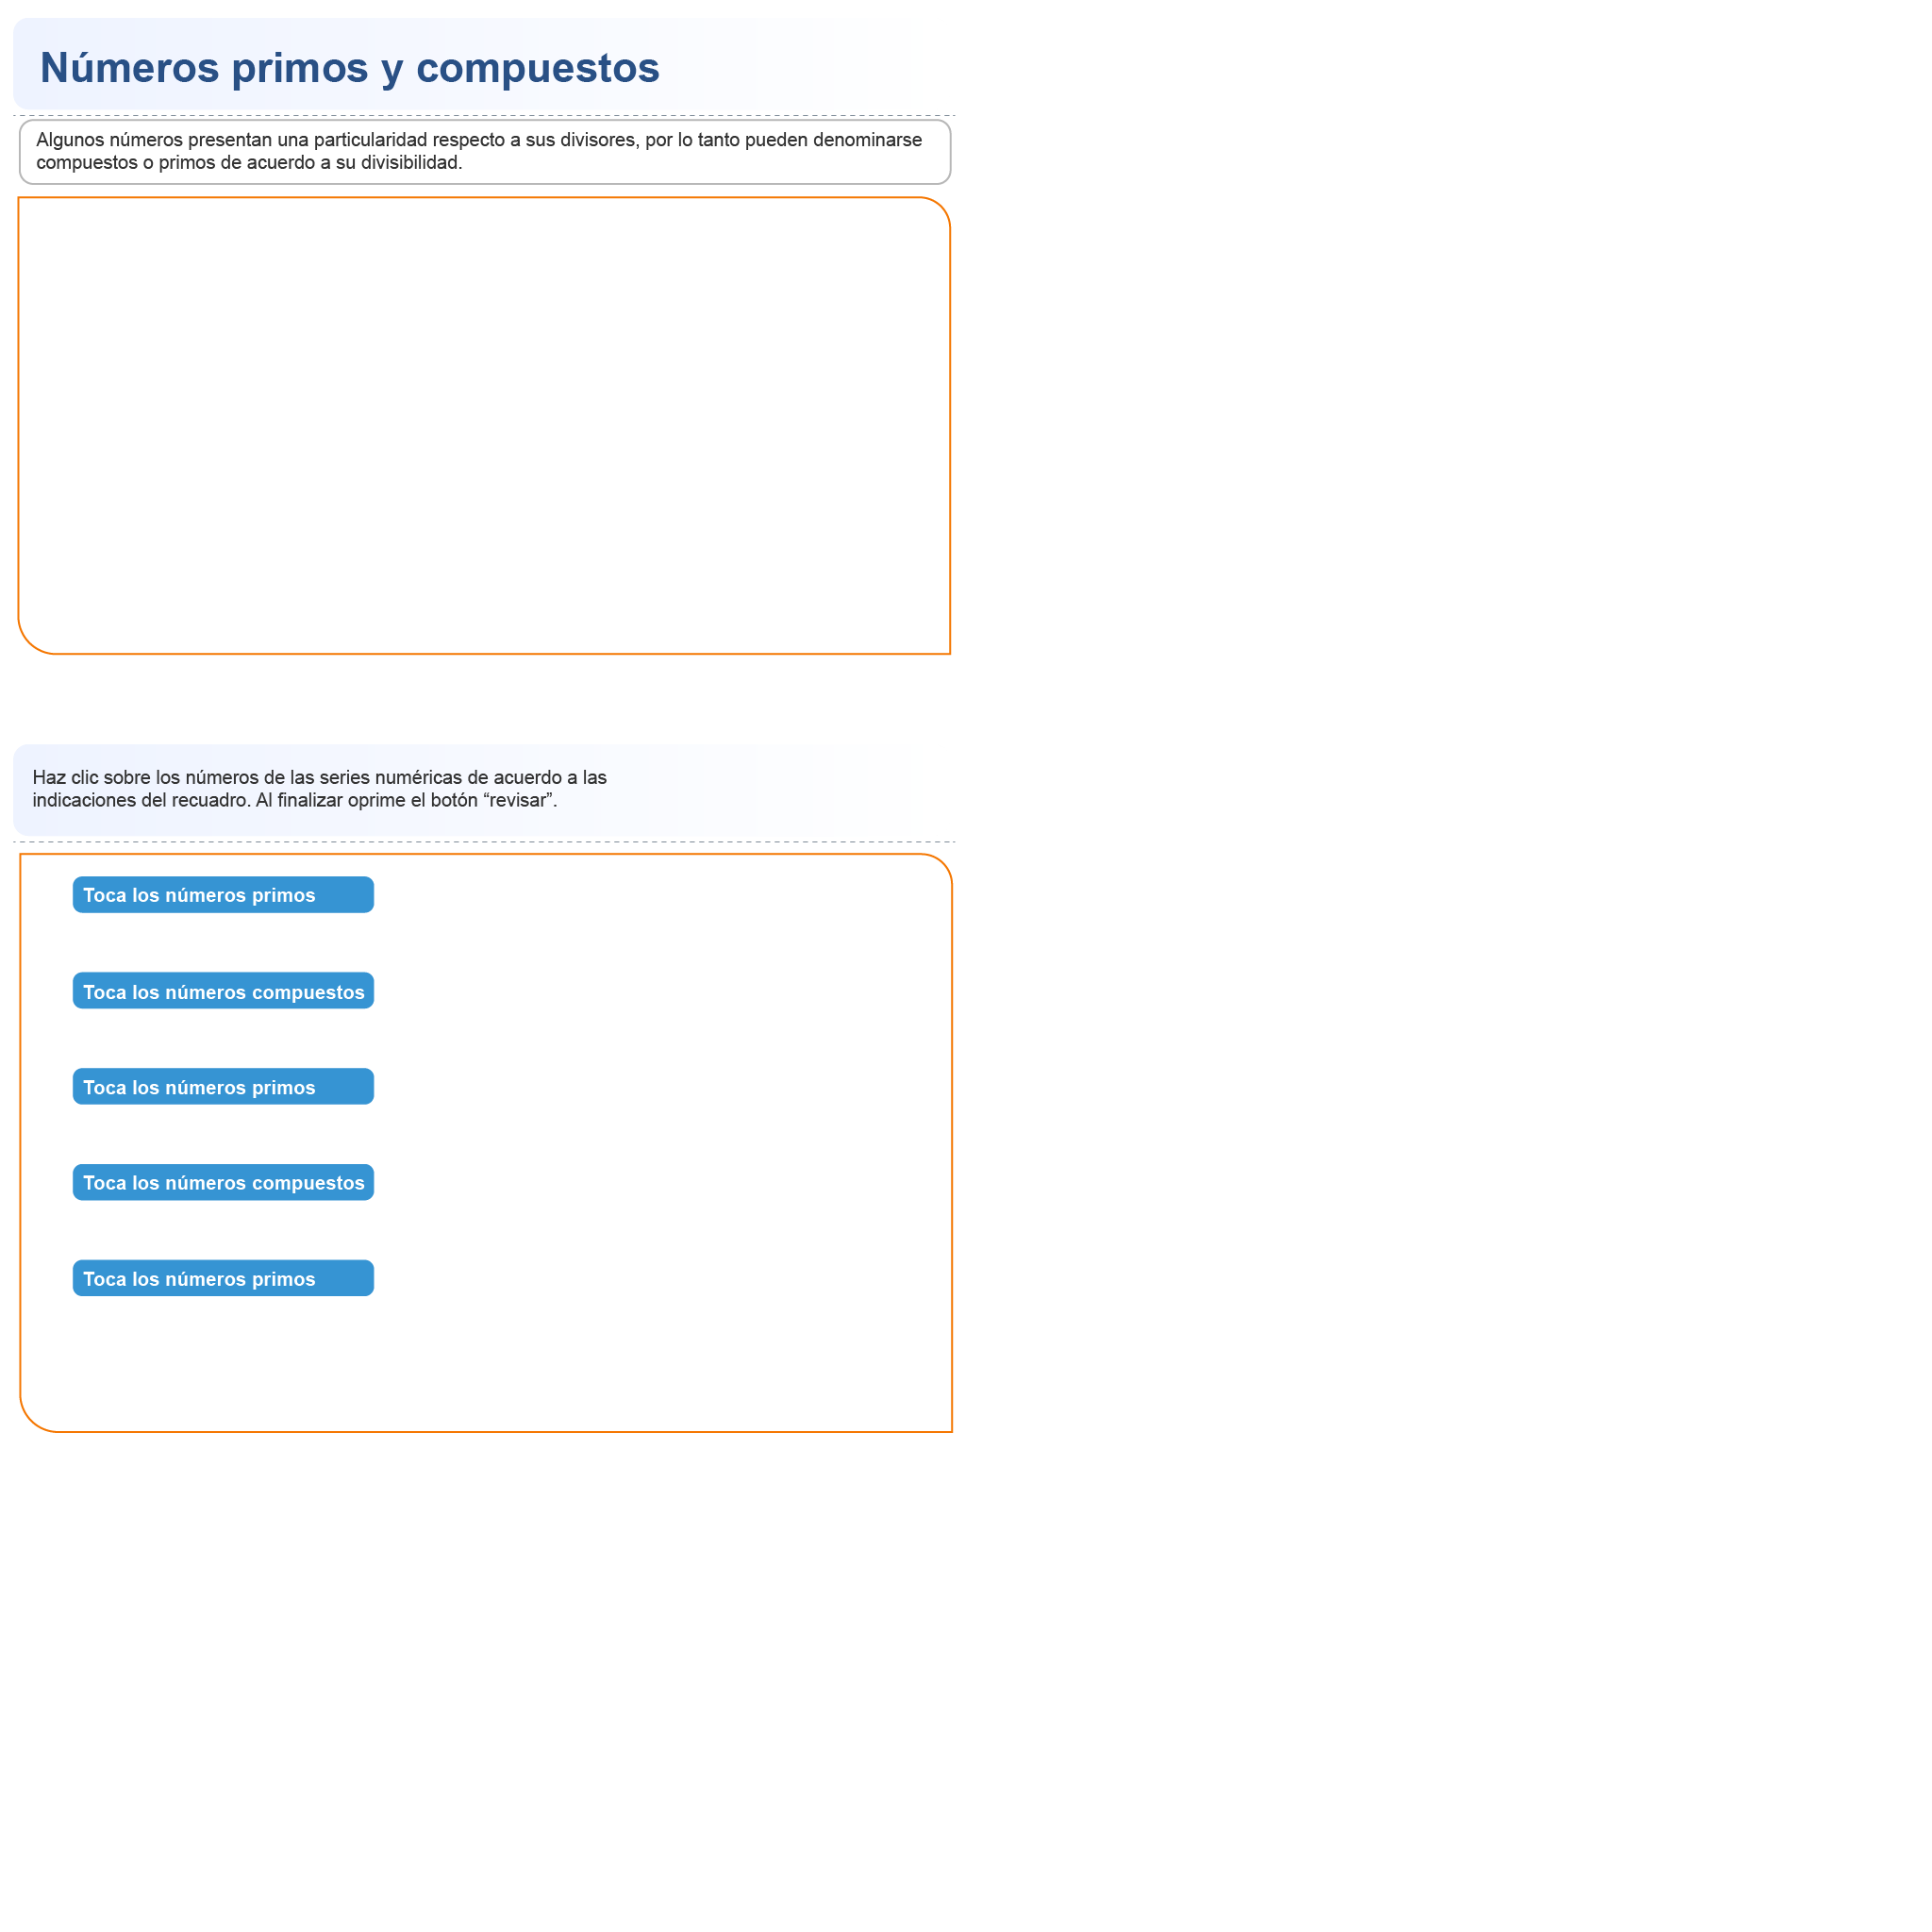 Números primos y compuestos
Algunos números presentan una particularidad respecto a sus divisores, por lo tanto pueden denominarse
compuestos o primos de acuerdo a su divisibilidad.
Haz clic sobre los números de las series numéricas de acuerdo a las
indicaciones del recuadro. Al finalizar oprime el botón “revisar”.
Toca los números primos
Toca los números compuestos
Toca los números primos
Toca los números compuestos
Toca los números primos